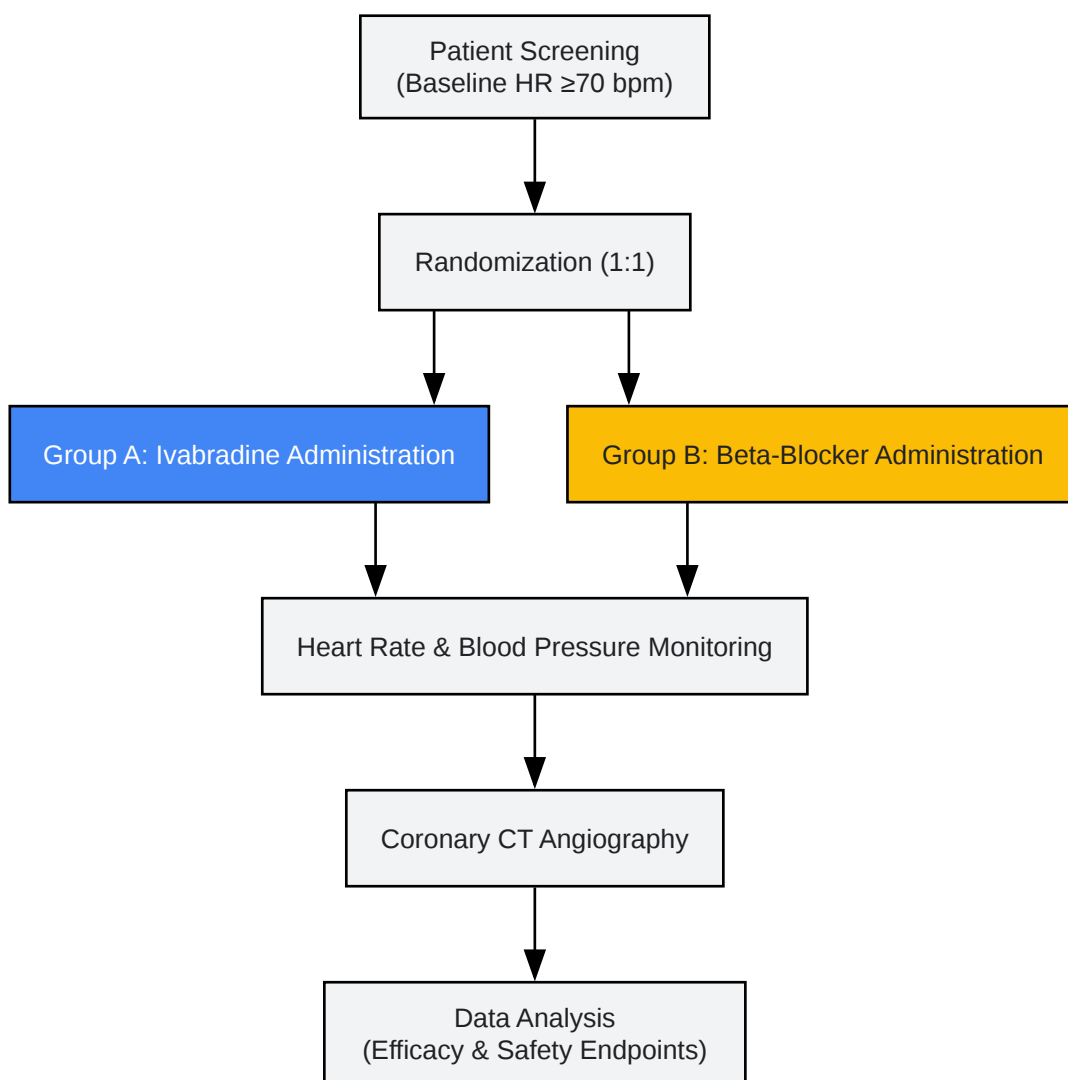 Patient Screening
(Baseline HR ≥70 bpm)
Randomization (1:1)
Group A: Ivabradine Administration
Group B: Beta-Blocker Administration
Heart Rate & Blood Pressure Monitoring
Coronary CT Angiography
Data Analysis
(Efficacy & Safety Endpoints)